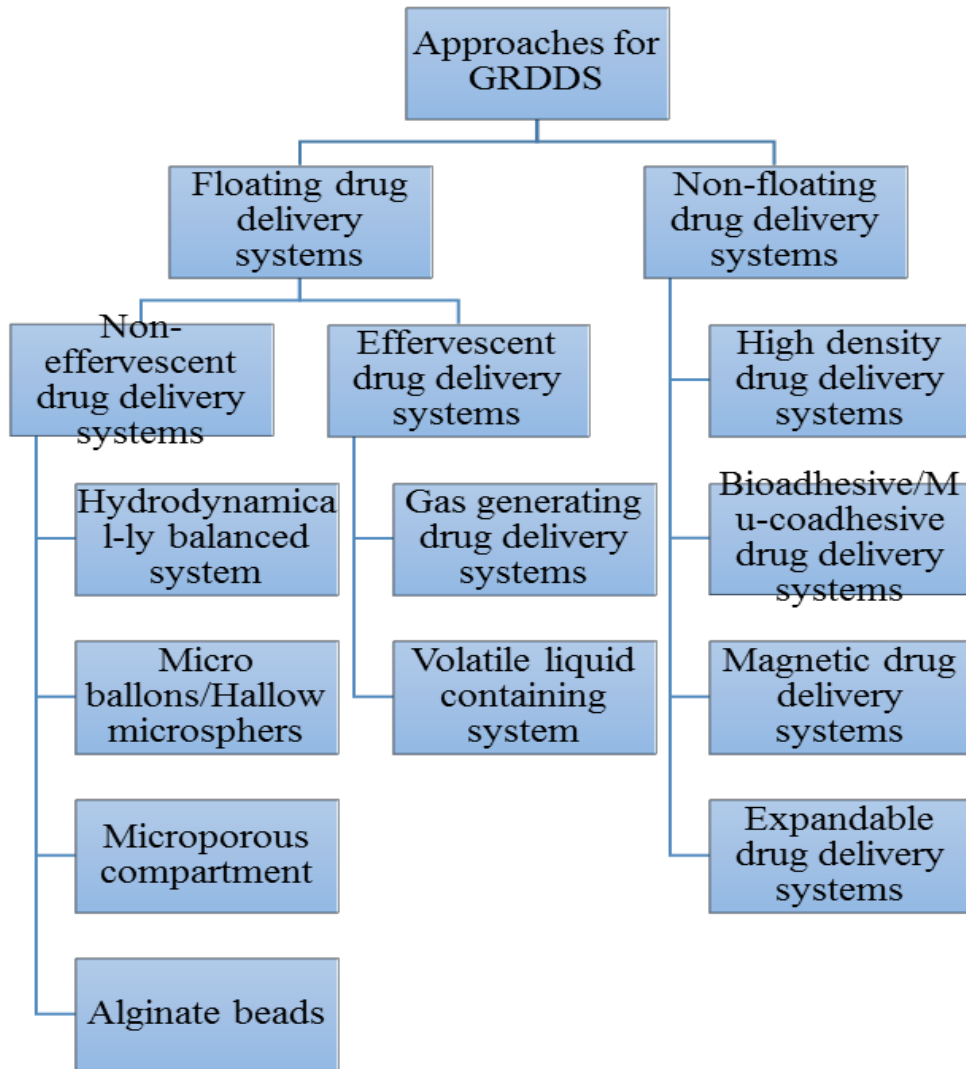 Approaches for
GRDDS
Floating drug
delivery
systems
Non-floating
drug delivery
systems
Non-
effervescent
drug delivery
systems
Effervescent
drug delivery
systems
High density
drug delivery
systems
Hydrodynamica
l-ly balanced
system
Gas generating
drug delivery
systems
Bioadhesive/M
u-coadhesive
drug delivery
systems
Micro
ballons/Hallow
microsphers
Volatile liquid
containing
system
Magnetic drug
delivery
systems
Microporous
compartment
Expandable
drug delivery
systems
Alginate beads